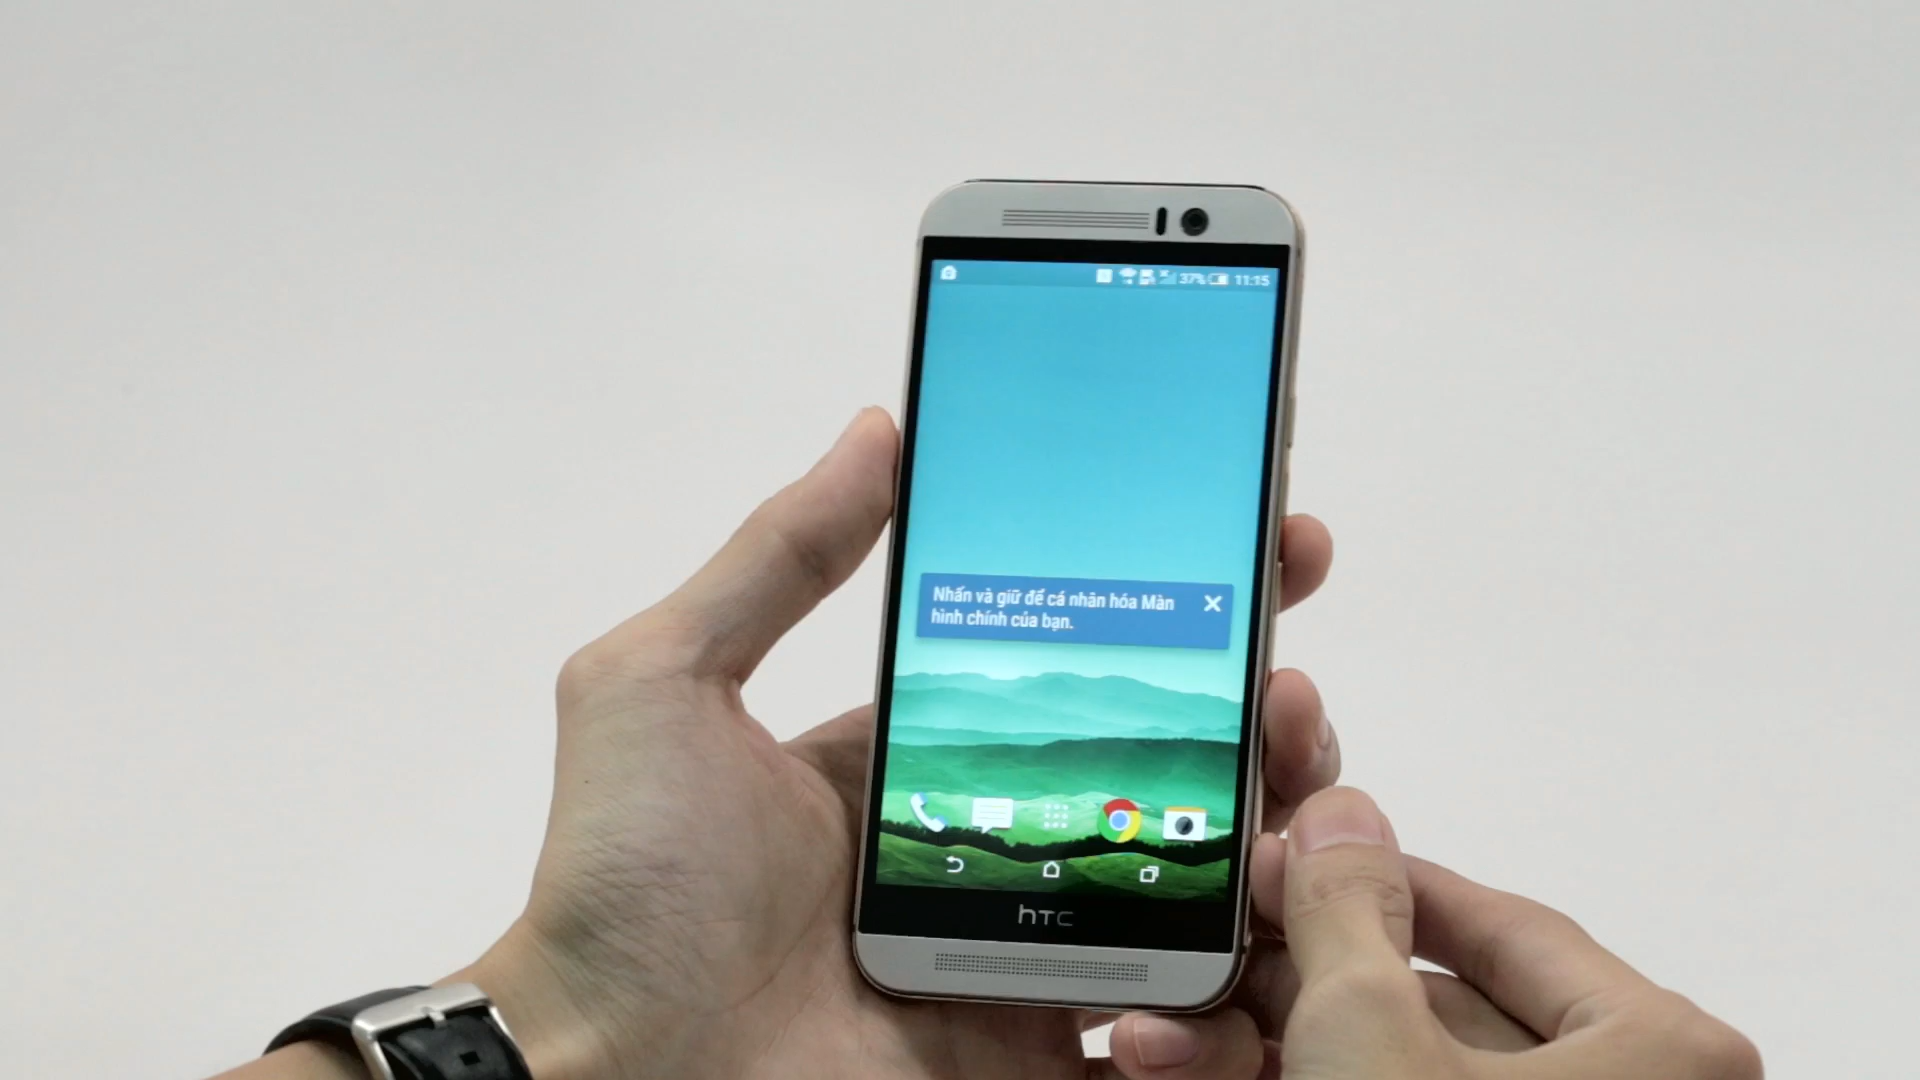 37% 11:15
Nhấn và giữ để cá nhân hóa Màn
hình chính của bạn.
hTC